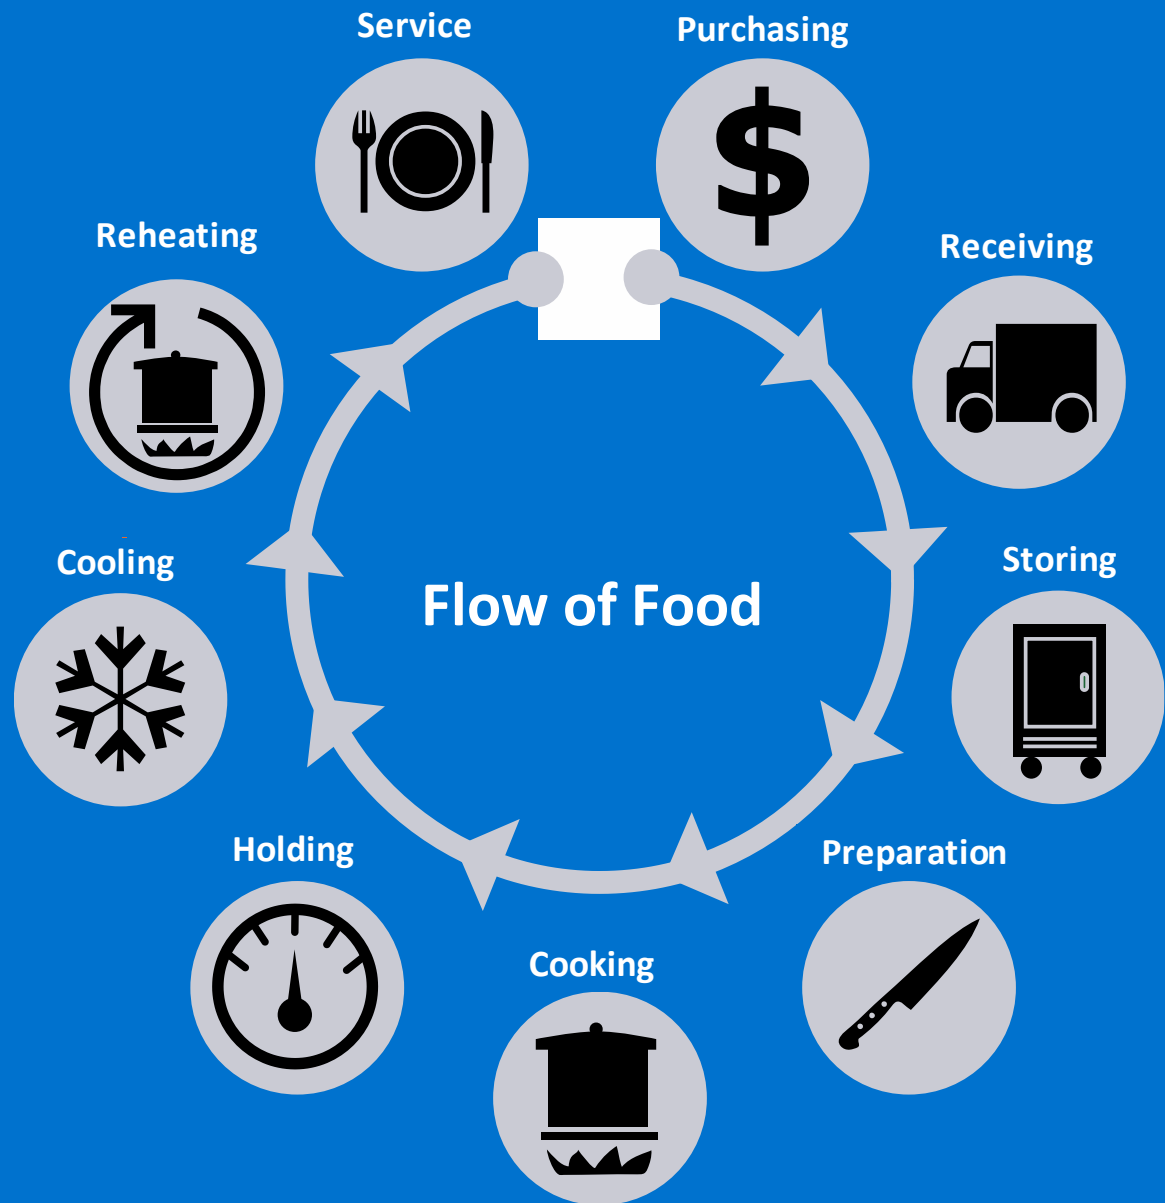 Service
Purchasing
$
Reheating
Receiving
Cooling
Storing
Flow of Food
Holding
Preparation
Cooking